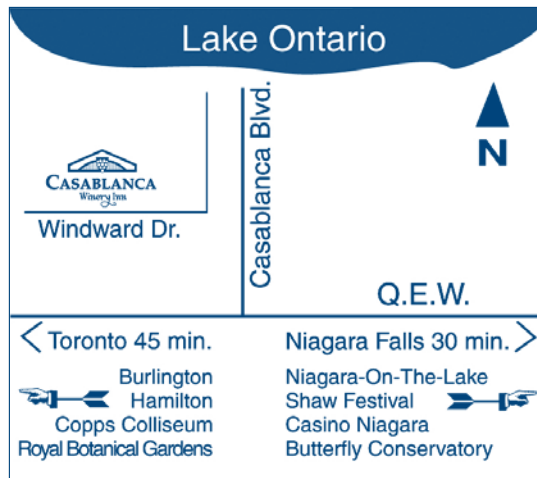 Lake Ontario
Casablanca Blvd.
N
CASABLANCA
Winery Inn
Windward Dr.
Q.E.W.
Toronto 45 min.
Niagara Falls 30 min.
Burlington
Hamilton
Copps Colliseum
Royal Botanical Gardens
Niagara-On-The-Lake
Shaw Festival
Casino Niagara
Butterfly Conservatory